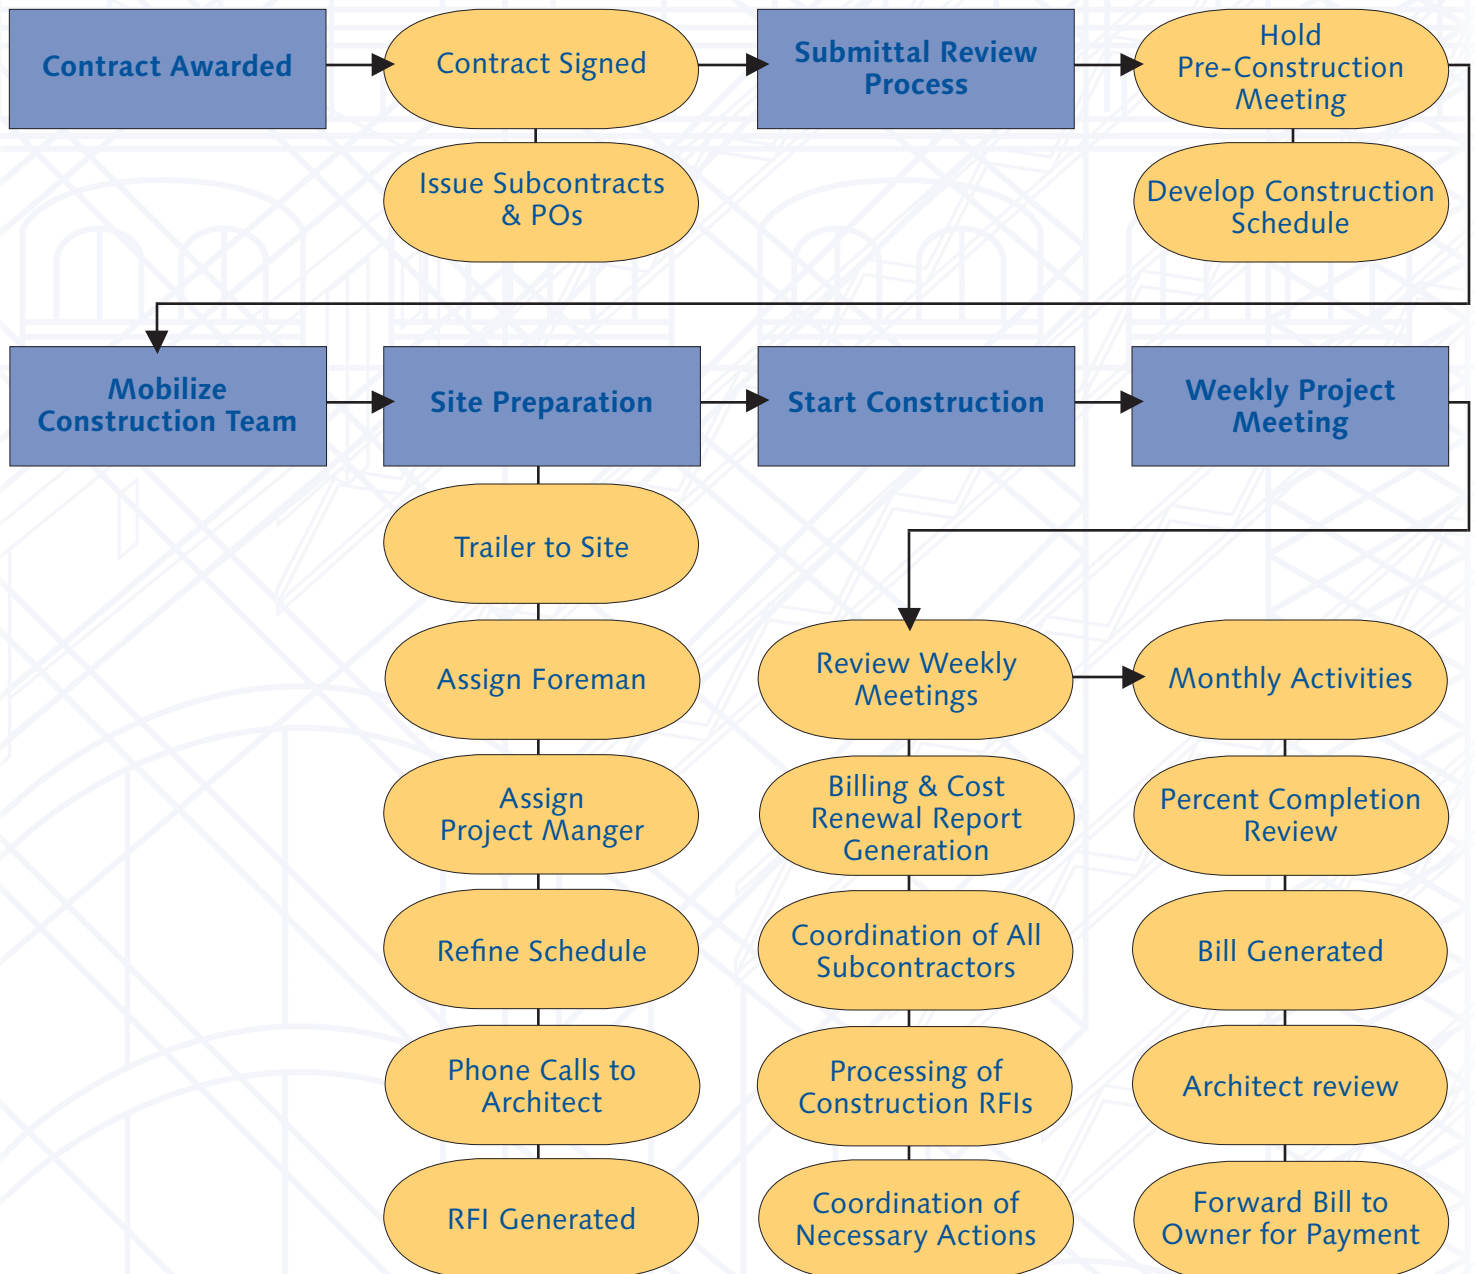 Contract Awarded
Contract Signed
Submittal Review
Process
Hold
Pre-Construction
Meeting
Issue Subcontracts
& POs
Develop Construction
Schedule
Mobilize
Construction Team
Site Preparation
Start Construction
Weekly Project
Meeting
Trailer to Site
Assign Foreman
Assign
Project Manger
Refine Schedule
Phone Calls to
Architect
RFI Generated
Review Weekly
Meetings
Billing & Cost
Renewal Report
Generation
Coordination of All
Subcontractors
Processing of
Construction RFIs
Coordination of
Necessary Actions
Monthly Activities
Percent Completion
Review
Bill Generated
Architect review
Forward Bill to
Owner for Payment